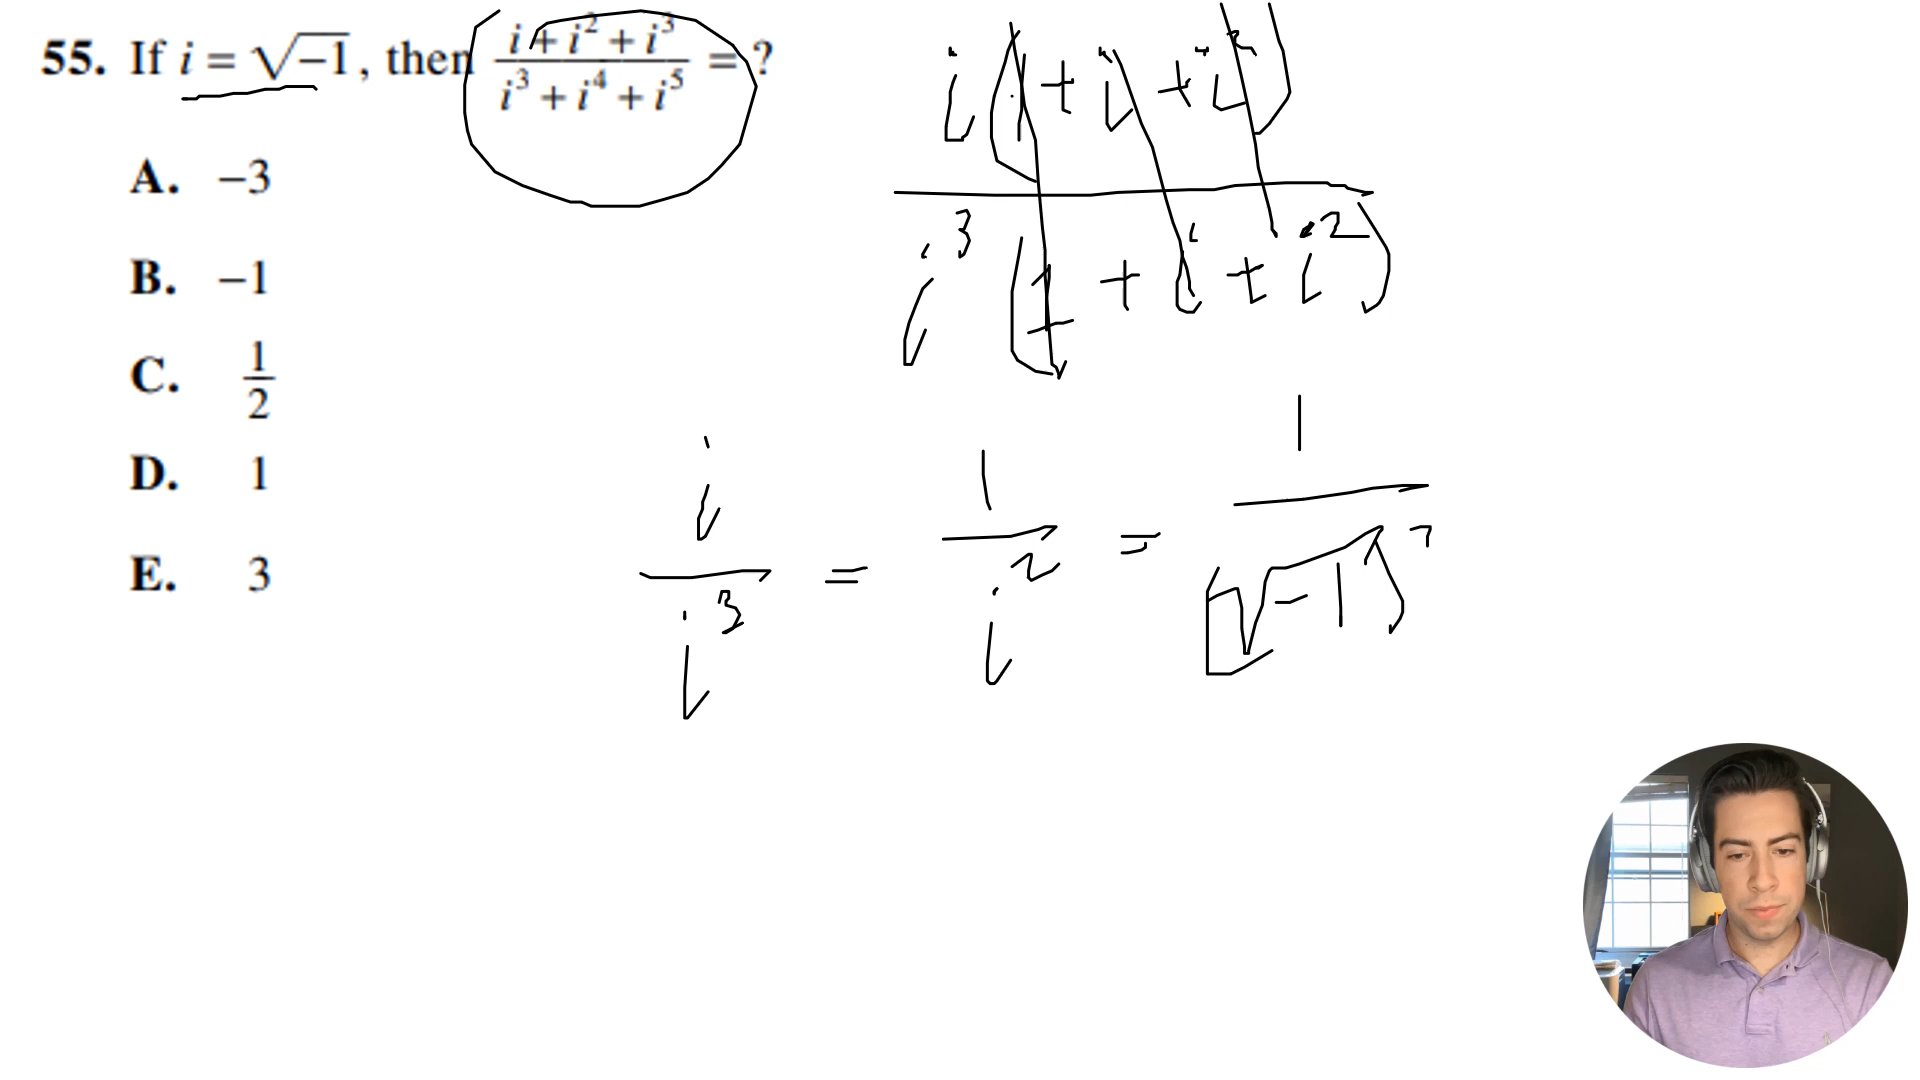 55. If i = √−1, then (i + i² + i³)/(i³ + i⁴ + i⁵) = ?
A. −3
B. −1
C. 1/2
D. 1
E. 3
i(1 + i + i²)
i³(1 + i + i²)
i/i³ = 1/i² = 1/(√−1)²